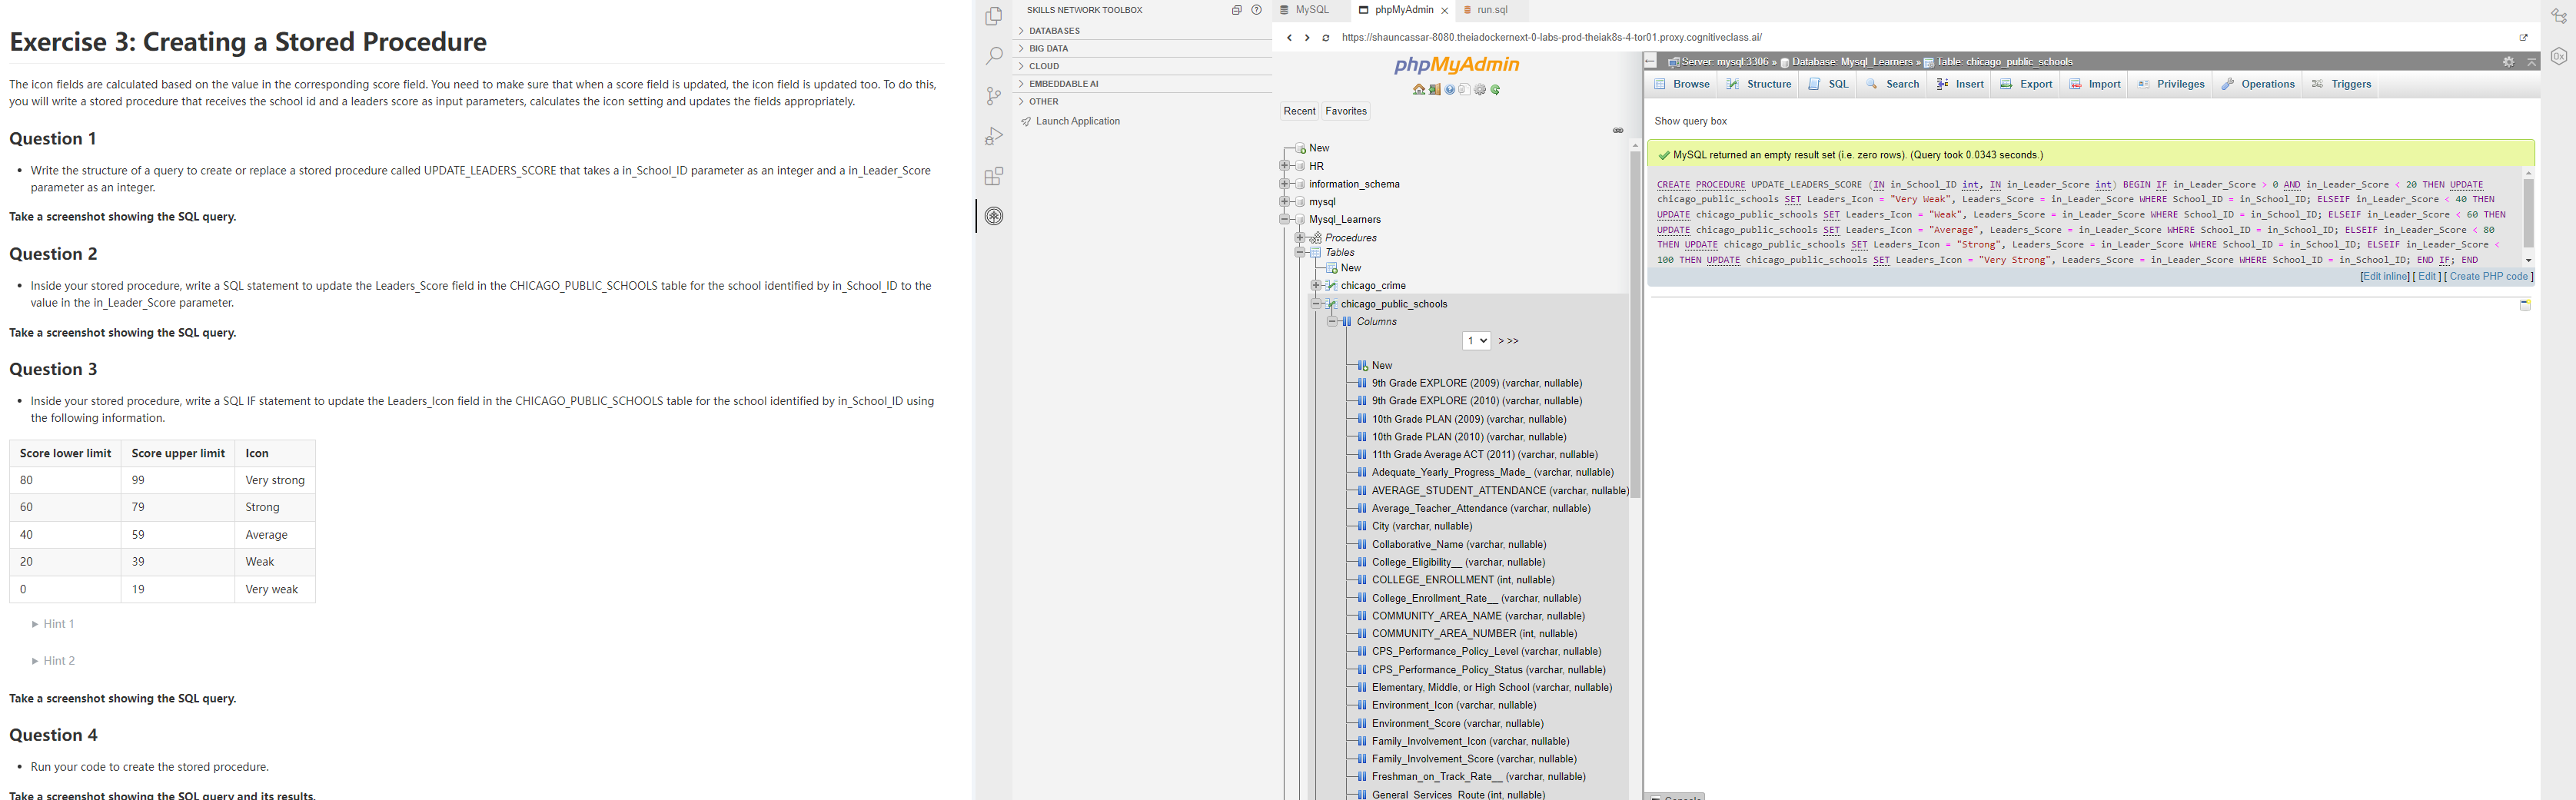 Exercise 3: Creating a Stored Procedure
The icon fields are calculated based on the value in the corresponding score field. You need to make sure that when a score field is updated, the icon field is updated too. To do this,
you will write a stored procedure that receives the school id and a leaders score as input parameters, calculates the icon setting and updates the fields appropriately.
Question 1
• Write the structure of a query to create or replace a stored procedure called UPDATE_LEADERS_SCORE that takes a in_School_ID parameter as an integer and a in_Leader_Score
parameter as an integer.
Take a screenshot showing the SQL query.
Question 2
• Inside your stored procedure, write a SQL statement to update the Leaders_Score field in the CHICAGO_PUBLIC_SCHOOLS table for the school identified by in_School_ID to the
value in the in_Leader_Score parameter.
Take a screenshot showing the SQL query.
Question 3
• Inside your stored procedure, write a SQL IF statement to update the Leaders_Icon field in the CHICAGO_PUBLIC_SCHOOLS table for the school identified by in_School_ID using
the following information.
Score lower limit Score upper limit Icon
80 99 Very strong
60 79 Strong
40 59 Average
20 39 Weak
0 19 Very weak
Hint 1
Hint 2
Take a screenshot showing the SQL query.
Question 4
• Run your code to create the stored procedure.
Take a screenshot showing the SQL query and its results.
SKILLS NETWORK TOOLBOX
DATABASES
BIG DATA
CLOUD
EMBEDDABLE AI
OTHER
Launch Application
MySQL phpMyAdmin run.sql
https://shauncassar-8080.theiadockernext-0-labs-prod-theiak8s-4-tor01.proxy.cognitiveclass.ai/
phpMyAdmin
Recent Favorites
New
HR
information_schema
mysql
Mysql_Learners
Procedures
Tables
New
chicago_crime
chicago_public_schools
Columns
1 > >>
New
9th Grade EXPLORE (2009) (varchar, nullable)
9th Grade EXPLORE (2010) (varchar, nullable)
10th Grade PLAN (2009) (varchar, nullable)
10th Grade PLAN (2010) (varchar, nullable)
11th Grade Average ACT (2011) (varchar, nullable)
Adequate_Yearly_Progress_Made_ (varchar, nullable)
AVERAGE_STUDENT_ATTENDANCE (varchar, nullable)
Average_Teacher_Attendance (varchar, nullable)
City (varchar, nullable)
Collaborative_Name (varchar, nullable)
College_Eligibility__ (varchar, nullable)
COLLEGE_ENROLLMENT (int, nullable)
College_Enrollment_Rate__ (varchar, nullable)
COMMUNITY_AREA_NAME (varchar, nullable)
COMMUNITY_AREA_NUMBER (int, nullable)
CPS_Performance_Policy_Level (varchar, nullable)
CPS_Performance_Policy_Status (varchar, nullable)
Elementary, Middle, or High School (varchar, nullable)
Environment_Icon (varchar, nullable)
Environment_Score (varchar, nullable)
Family_Involvement_Icon (varchar, nullable)
Family_Involvement_Score (varchar, nullable)
Freshman_on_Track_Rate__ (varchar, nullable)
General_Services_Route (int, nullable)
Server: mysql:3306 » Database: Mysql_Learners » Table: chicago_public_schools
Browse Structure SQL Search Insert Export Import Privileges Operations Triggers
Show query box
MySQL returned an empty result set (i.e. zero rows). (Query took 0.0343 seconds.)
CREATE PROCEDURE UPDATE_LEADERS_SCORE (IN in_School_ID int, IN in_Leader_Score int) BEGIN IF in_Leader_Score > 0 AND in_Leader_Score < 20 THEN UPDATE
chicago_public_schools SET Leaders_Icon = "Very Weak", Leaders_Score = in_Leader_Score WHERE School_ID = in_School_ID; ELSEIF in_Leader_Score < 40 THEN
UPDATE chicago_public_schools SET Leaders_Icon = "Weak", Leaders_Score = in_Leader_Score WHERE School_ID = in_School_ID; ELSEIF in_Leader_Score < 60 THEN
UPDATE chicago_public_schools SET Leaders_Icon = "Average", Leaders_Score = in_Leader_Score WHERE School_ID = in_School_ID; ELSEIF in_Leader_Score < 80
THEN UPDATE chicago_public_schools SET Leaders_Icon = "Strong", Leaders_Score = in_Leader_Score WHERE School_ID = in_School_ID; ELSEIF in_Leader_Score <
100 THEN UPDATE chicago_public_schools SET Leaders_Icon = "Very Strong", Leaders_Score = in_Leader_Score WHERE School_ID = in_School_ID; END IF; END
[Edit inline] [ Edit ] [ Create PHP code ]
Console
0x